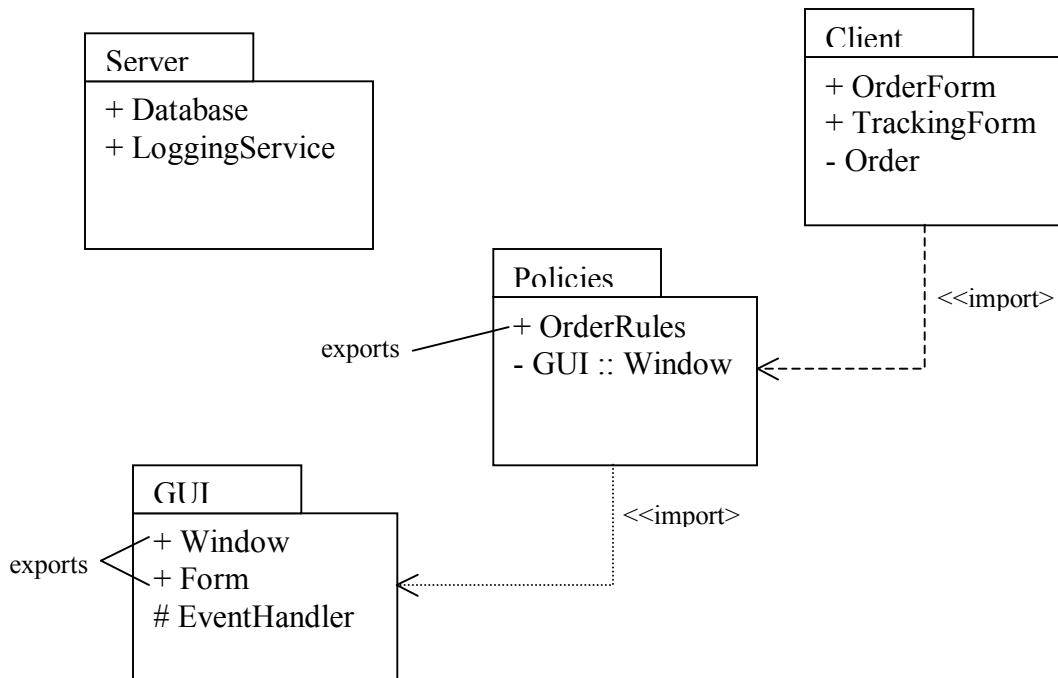 Server
+ Database
+ LoggingService
Client
+ OrderForm
+ TrackingForm
- Order
<<import>
Policies
+ OrderRules
- GUI :: Window
exports
<<import>
GUI
+ Window
+ Form
# EventHandler
exports